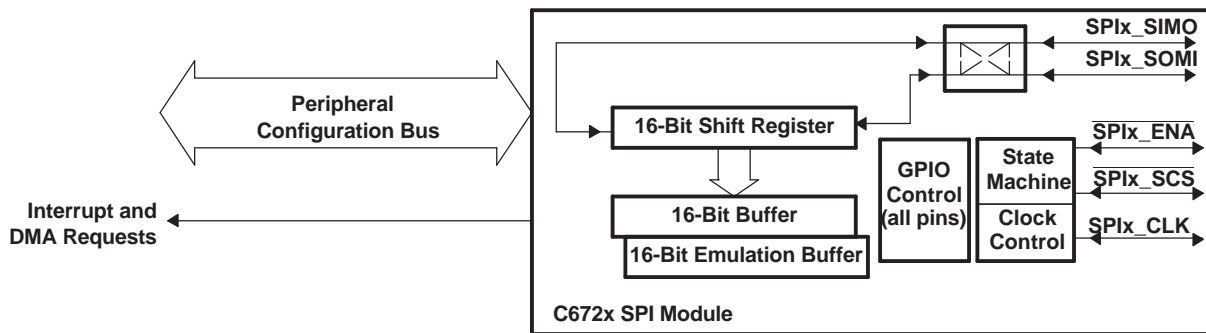 SPIx_SIMO
SPIx_SOMI
Peripheral
Configuration Bus
16-Bit Shift Register
SPIx_ENA
State
Machine
GPIO
Control
(all pins)
SPIx_SCS
Interrupt and
DMA Requests
16-Bit Buffer
Clock
Control
SPIx_CLK
16-Bit Emulation Buffer
C672x SPI Module